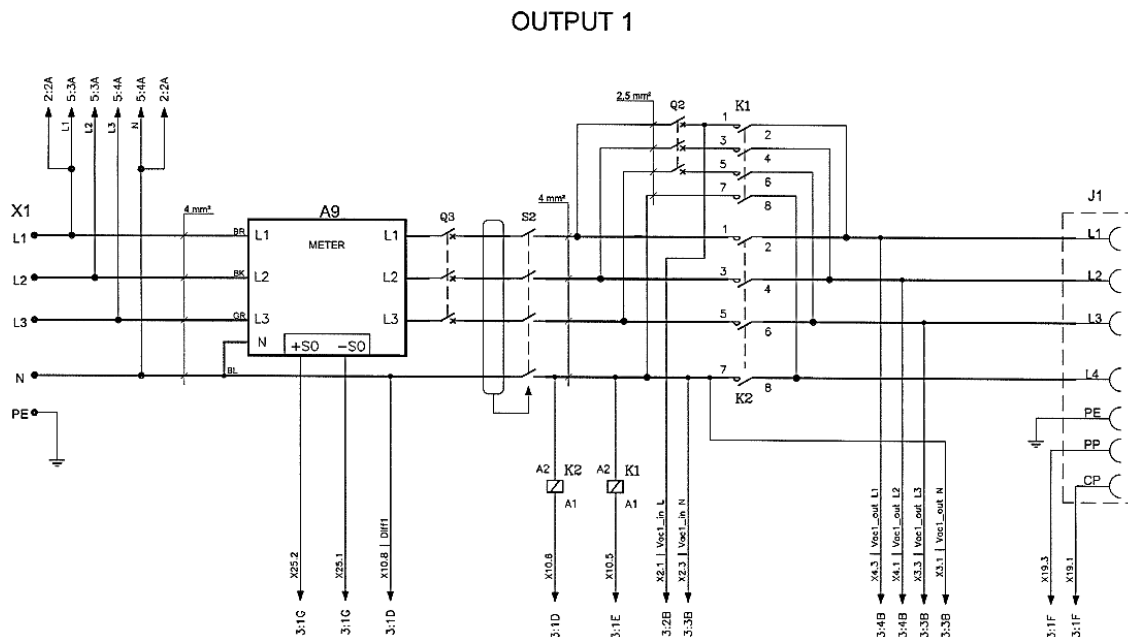 OUTPUT 1
2:2A
5:3A
5:3A
5:4A
5:4A
2:2A
L1
L2
L3
N
2,5 mm²
Q2
K1
1
2
3
4
5
6
7
8
X1
4 mm²
A9
Q3
S2
4 mm²
J1
L1
BR
L1
METER
L1
1
2
L1
L2
BK
L2
L2
3
4
L2
L3
GR
L3
L3
5
6
L3
N
+SO
-SO
N
BL
7
8
K2
L4
PE
PE
PP
CP
A2
K2
A1
A2
K1
A1
X25.2
X25.1
X10.8 | Diff1
X10.6
X10.5
X2.1 | Vac1_in L
X2.3 | Vac1_in N
X4.3 | Vac1_out L1
X4.1 | Vac1_out L2
X3.3 | Vac1_out L3
X3.1 | Vac1_out N
X19.3
X19.1
3:1G
3:1G
3:1D
3:1D
3:1E
3:2B
3:3B
3:4B
3:4B
3:3B
3:3B
3:1F
3:1F